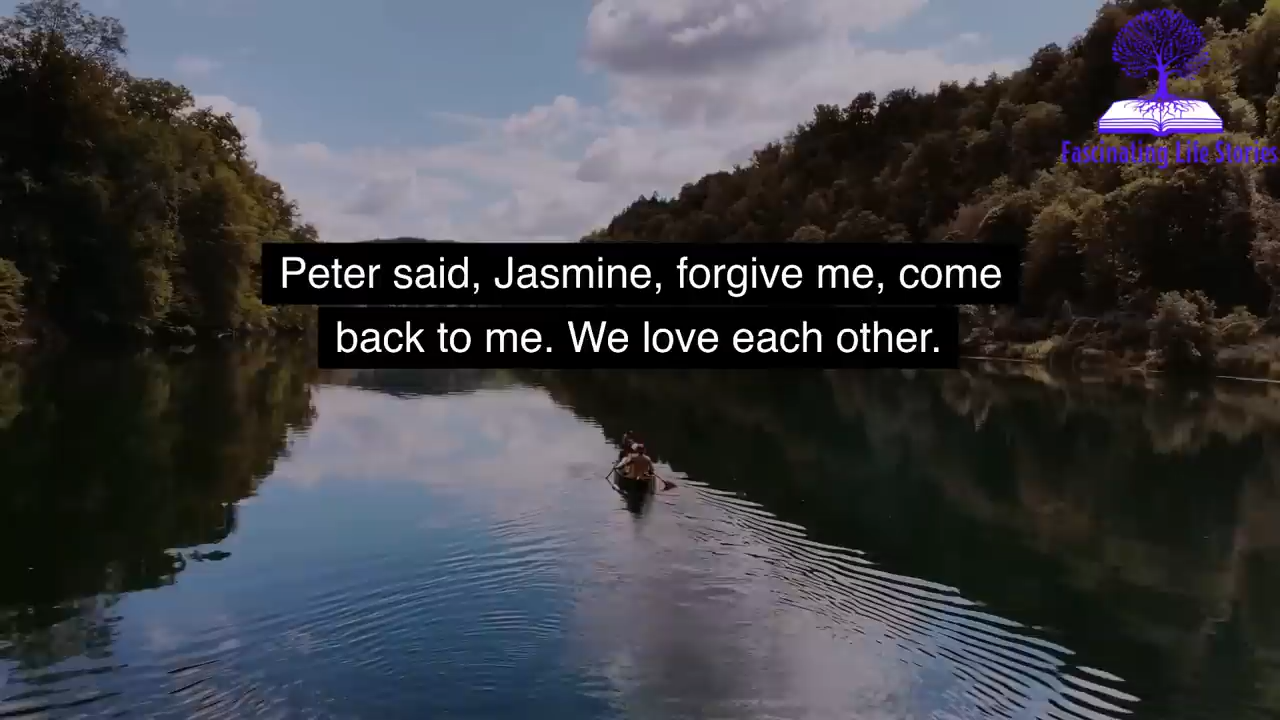 Fascinating Life Stories
Peter said, Jasmine, forgive me, come
back to me. We love each other.